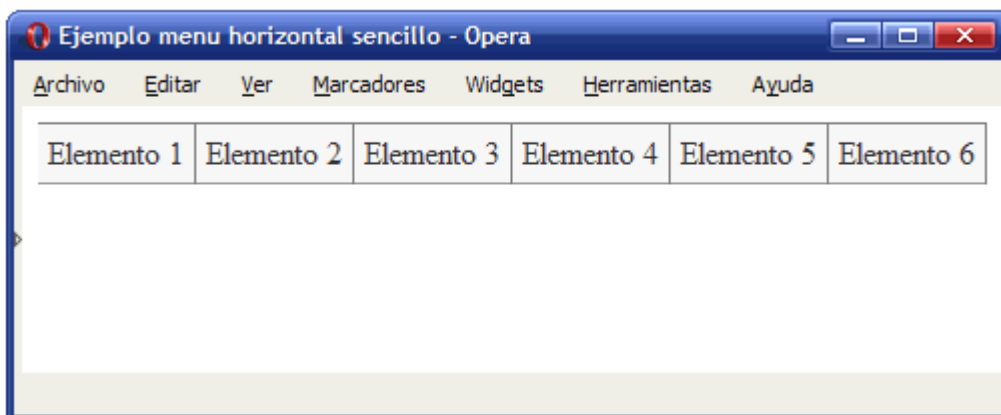 Ejemplo menu horizontal sencillo - Opera
Archivo Editar Ver Marcadores Widgets Herramientas Ayuda
Elemento 1 Elemento 2 Elemento 3 Elemento 4 Elemento 5 Elemento 6